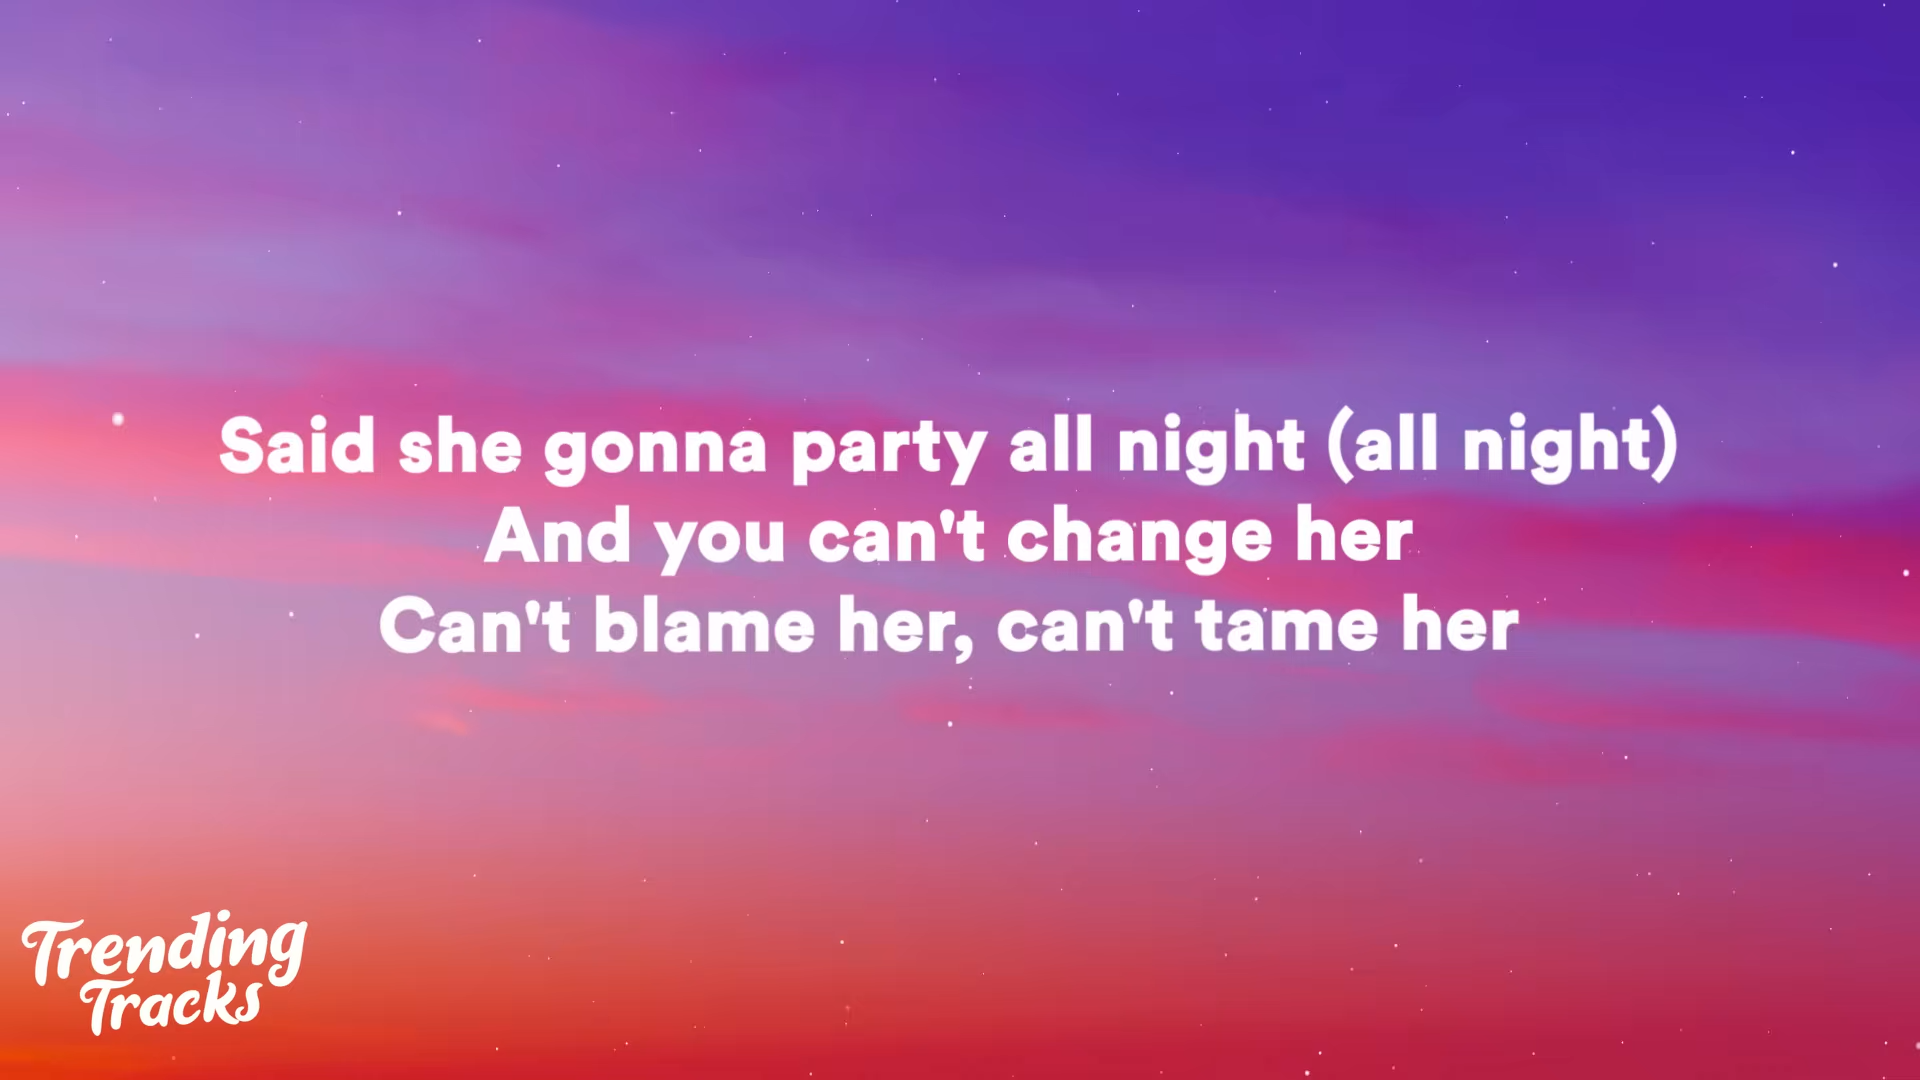 Said she gonna party all night (all night)
And you can't change her
Can't blame her, can't tame her
Trending
Tracks